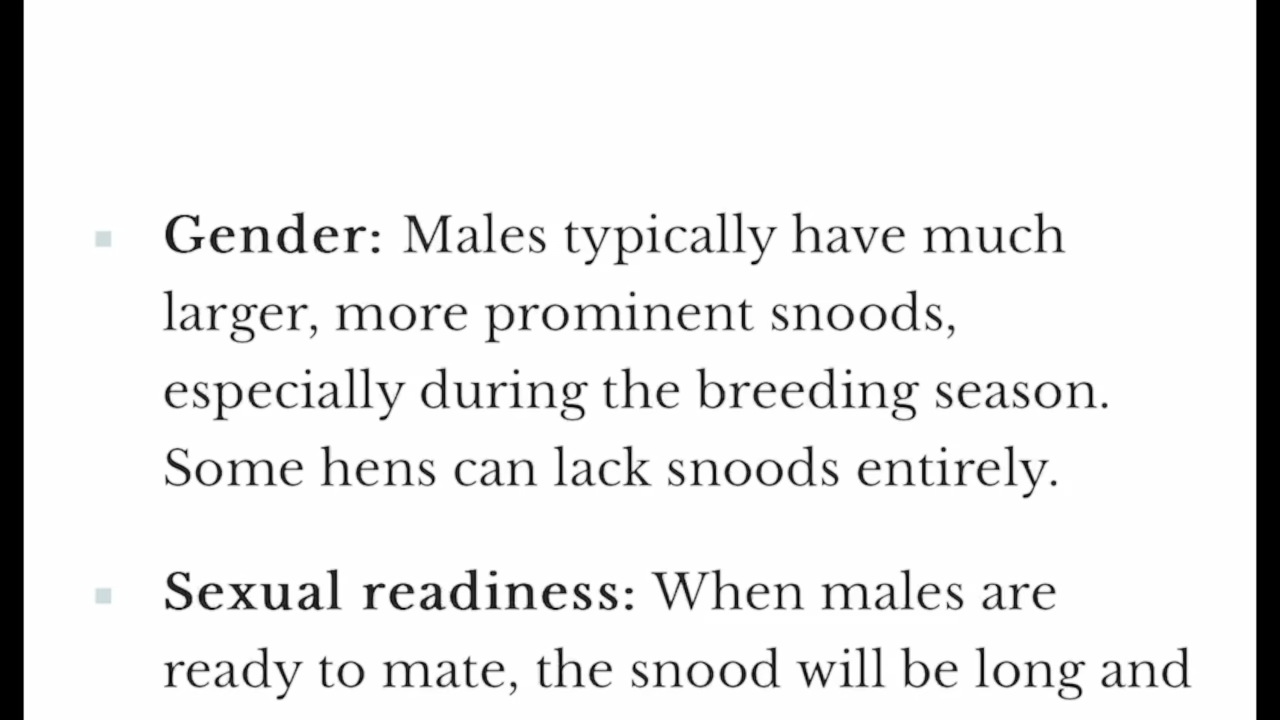 Gender: Males typically have much
larger, more prominent snoods,
especially during the breeding season.
Some hens can lack snoods entirely.
Sexual readiness: When males are
ready to mate, the snood will be long and